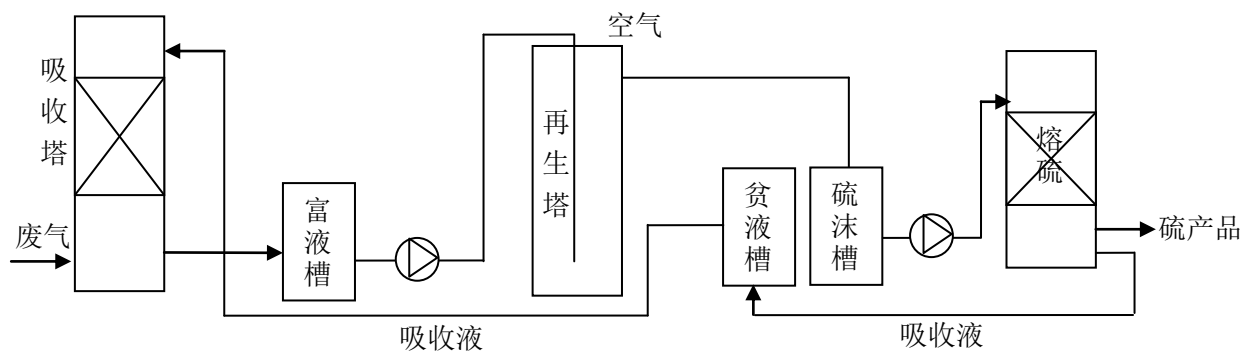 空气
吸收塔
再生塔
熔硫
富液槽
贫液槽
硫沫槽
废气
硫产品
吸收液
吸收液